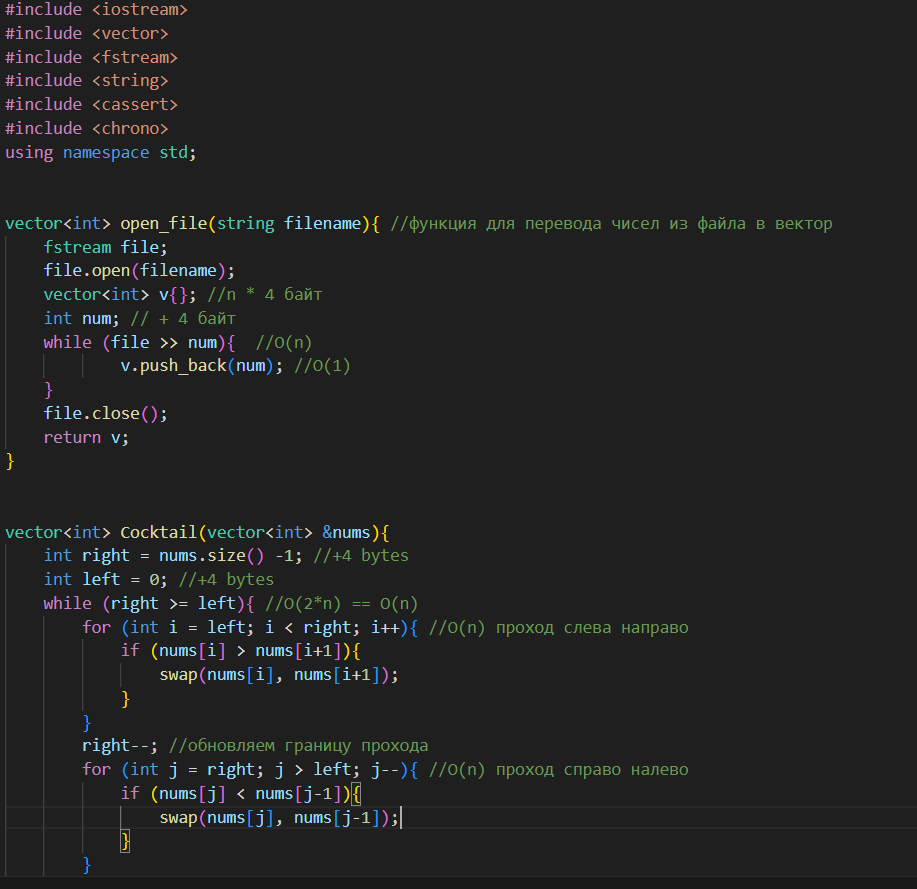 #include <iostream>
#include <vector>
#include <fstream>
#include <string>
#include <cassert>
#include <chrono>
using namespace std;
vector<int> open_file(string filename){ //функция для перевода чисел из файла в вектор
fstream file;
file.open(filename);
vector<int> v{}; //n * 4 байт
int num; // + 4 байт
while (file >> num){  //O(n)
v.push_back(num); //O(1)
}
file.close();
return v;
}
vector<int> Cocktail(vector<int> &nums){
int right = nums.size() -1; //+4 bytes
int left = 0; //+4 bytes
while (right >= left){ //O(2*n) == O(n)
for (int i = left; i < right; i++){ //O(n) проход слева направо
if (nums[i] > nums[i+1]){
swap(nums[i], nums[i+1]);
}
}
right--; //обновляем границу прохода
for (int j = right; j > left; j--){ //O(n) проход справо налево
if (nums[j] < nums[j-1]){
swap(nums[j], nums[j-1]);
}
}